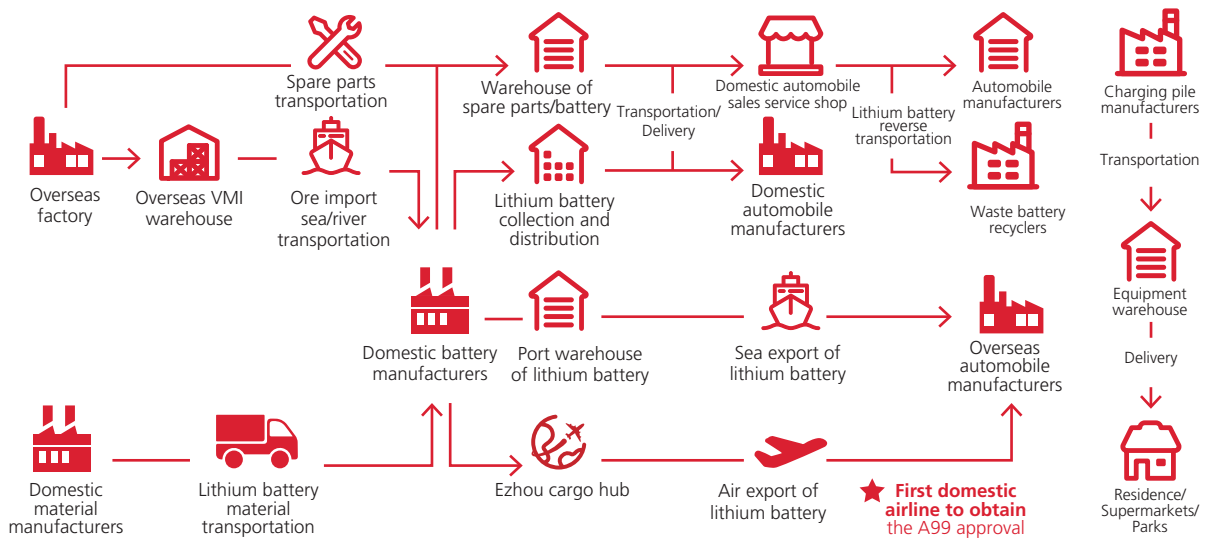 Spare parts
transportation
Warehouse of
spare parts/battery
Transportation/
Delivery
Domestic automobile
sales service shop
Lithium battery
reverse
transportation
Automobile
manufacturers
Charging pile
manufacturers
Transportation
Overseas
factory
Overseas VMI
warehouse
Ore import
sea/river
transportation
Lithium battery
collection and
distribution
Domestic
automobile
manufacturers
Waste battery
recyclers
Equipment
warehouse
Domestic battery
manufacturers
Port warehouse
of lithium battery
Sea export of
lithium battery
Overseas
automobile
manufacturers
Delivery
Domestic
material
manufacturers
Lithium battery
material
transportation
Ezhou cargo hub
Air export of
lithium battery
First domestic
airline to obtain
the A99 approval
Residence/
Supermarkets/
Parks